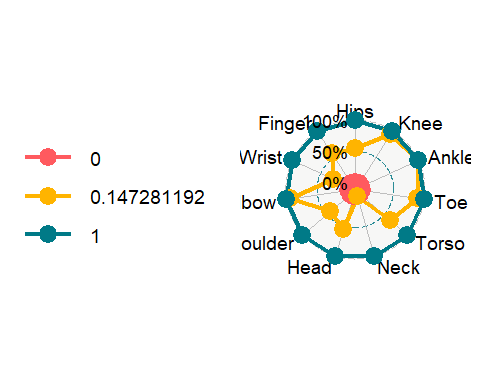 0
0.147281192
1
Hips
100%
Finge
Knee
50%
Wrist
Ankle
0%
bow
Toe
oulder
Torso
Head
Neck